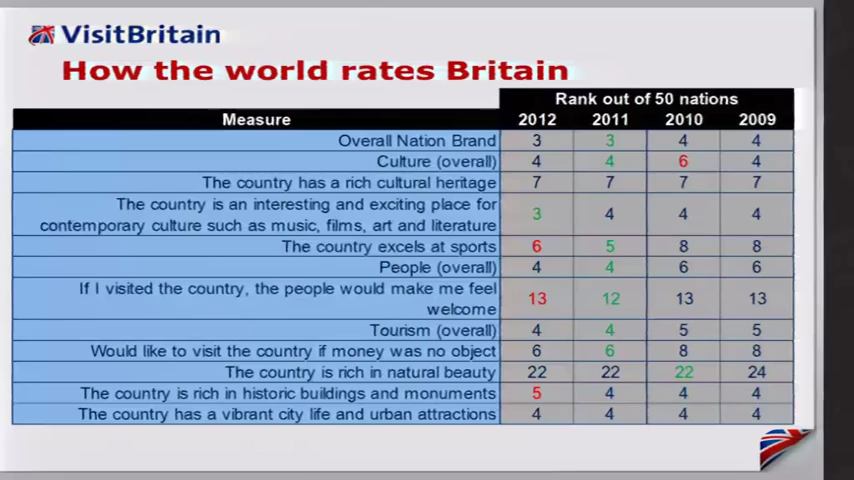 VisitBritain
How the world rates Britain
Rank out of 50 nations
Measure 2012 2011 2010 2009
Overall Nation Brand 3 3 4 4
Culture (overall) 4 4 6 4
The country has a rich cultural heritage 7 7 7 7
The country is an interesting and exciting place for
contemporary culture such as music, films, art and literature 3 4 4 4
The country excels at sports 6 5 8 8
People (overall) 4 4 6 6
If I visited the country, the people would make me feel
welcome 13 12 13 13
Tourism (overall) 4 4 5 5
Would like to visit the country if money was no object 6 6 8 8
The country is rich in natural beauty 22 22 22 24
The country is rich in historic buildings and monuments 5 4 4 4
The country has a vibrant city life and urban attractions 4 4 4 4